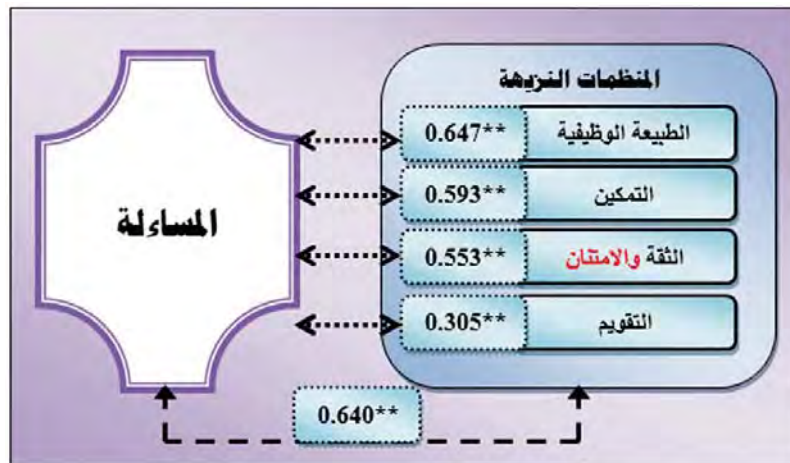 المنظمات النزيهة
الطبيعة الوظيفية 0.647**
التمكين 0.593**
الثقة والامتنان 0.553**
التقويم 0.305**
المساءلة
0.640**